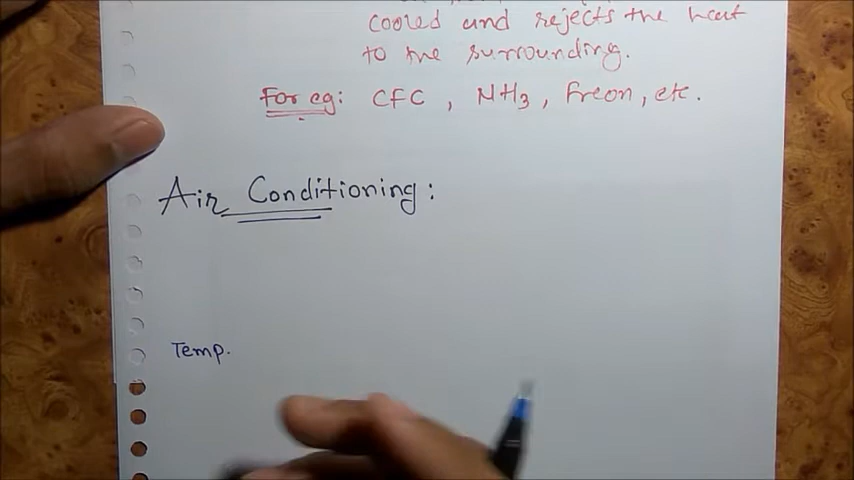 cooled and rejects the heat
to the surrounding.
For eg: CFC, NH3, Freon, etc.
Air Conditioning:
Temp.